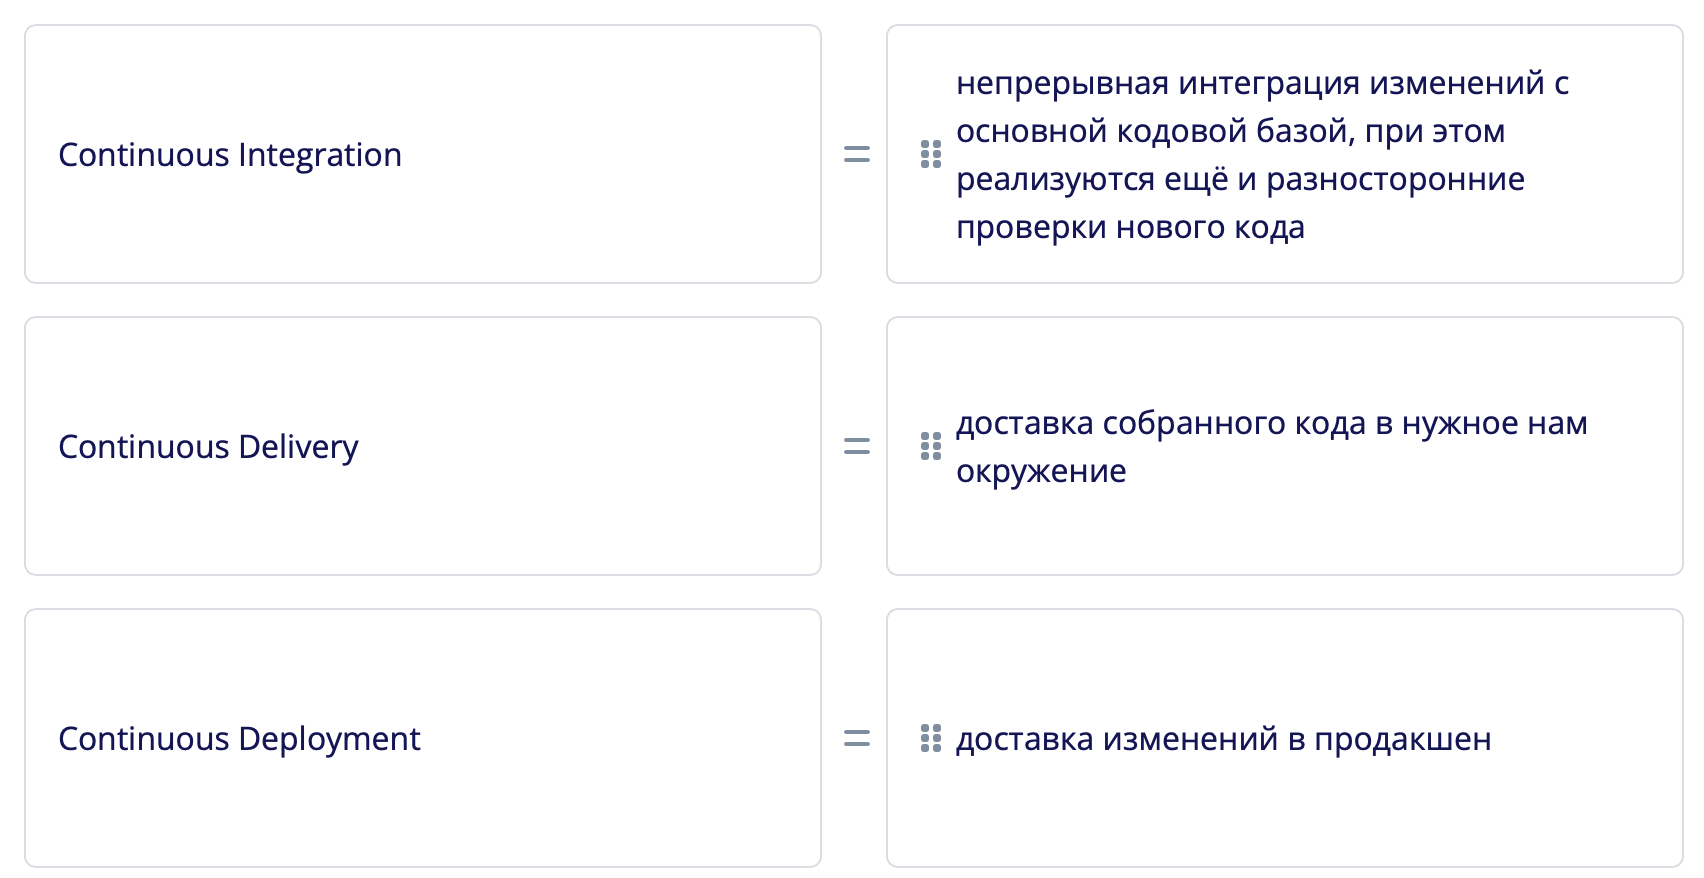 Continuous Integration
=
непрерывная интеграция изменений с
основной кодовой базой, при этом
реализуются ещё и разносторонние
проверки нового кода
Continuous Delivery
=
доставка собранного кода в нужное нам
окружение
Continuous Deployment
=
доставка изменений в продакшен